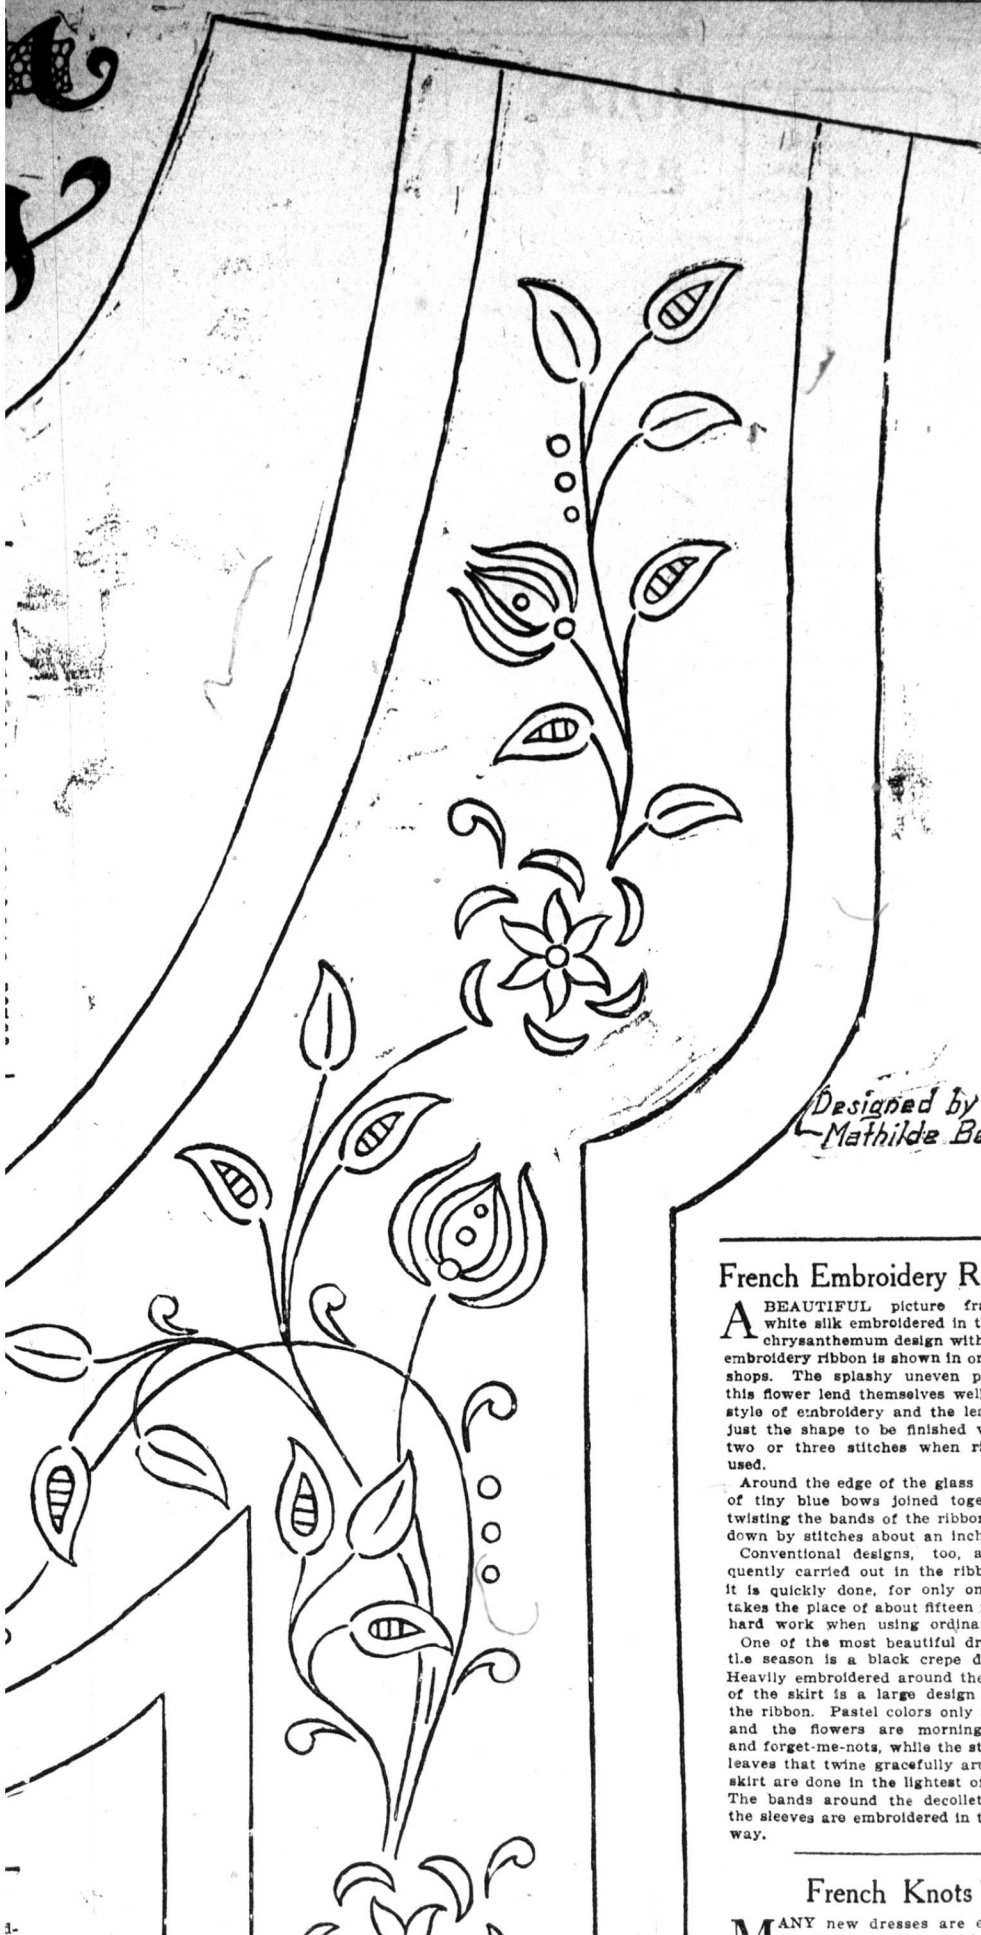 Designed by
Mathilde
French Embroidery
A BEAUTIFUL picture
white silk embroidered in
chrysanthemum design with
embroidery ribbon is shown in
shops. The splashy uneven
this flower lend themselves
style of embroidery and the
just the shape to be finished
two or three stitches when
used.
Around the edge of the glass
of tiny blue bows joined
twisting the bands of the
down by stitches about an
Conventional designs, too,
quently carried out in the
it is quickly done, for only
takes the place of about fifteen
hard work when using
One of the most beautiful
the season is a black crepe
Heavily embroidered around
of the skirt is a large design
the ribbon. Pastel colors only
and the flowers are morning
and forget-me-nots, while the
leaves that twine gracefully
skirt are done in the lightest
The bands around the
the sleeves are embroidered in
way.
French Knots
MANY new dresses are